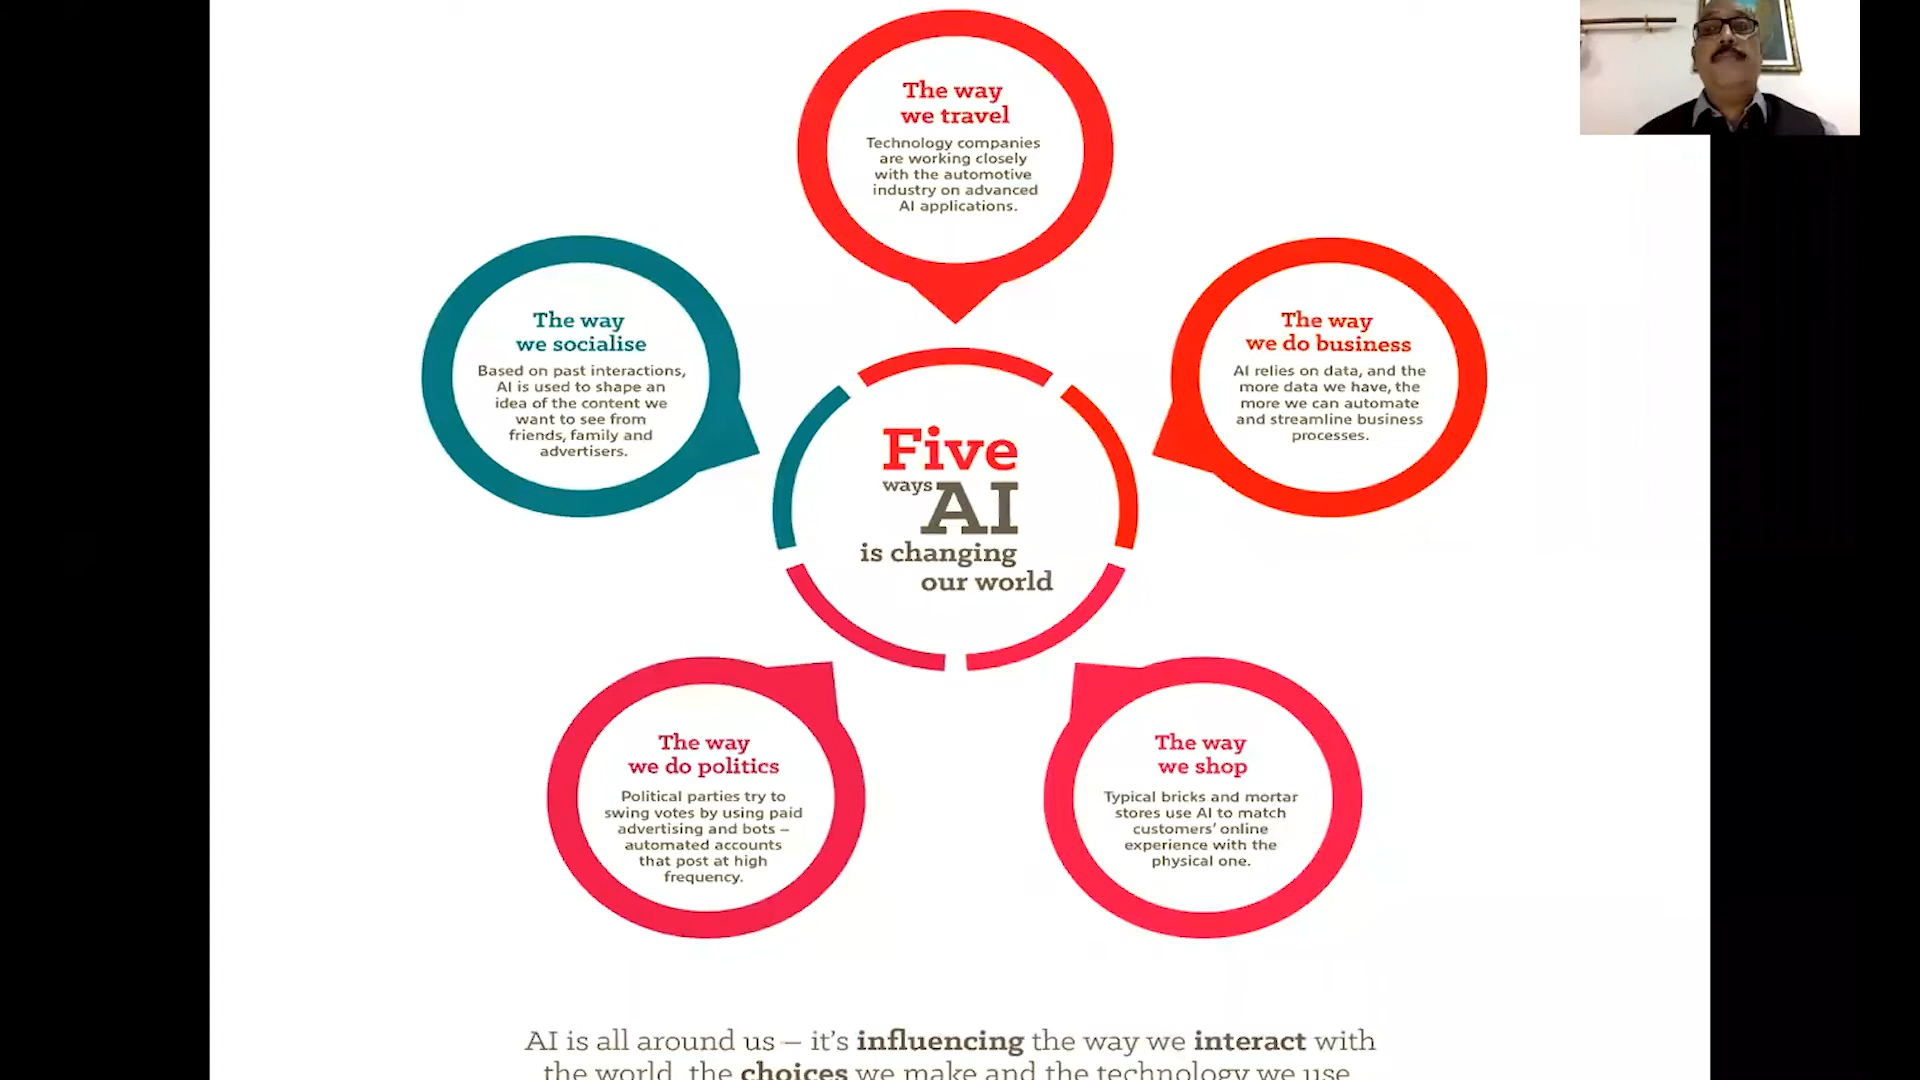 The way
we travel
Technology companies
are working closely
with the automotive
industry on advanced
AI applications.
The way
we socialise
Based on past interactions,
AI is used to shape an
idea of the content we
want to see from
friends, family and
advertisers.
The way
we do business
AI relies on data, and the
more data we have, the
more we can automate
and streamline business
processes.
Five
ways AI
is changing
our world
The way
we do politics
Political parties try to
swing votes by using paid
advertising and bots –
automated accounts
that post at high
frequency.
The way
we shop
Typical bricks and mortar
stores use AI to match
customers' online
experience with the
physical one.
AI is all around us – it's influencing the way we interact with
the world, the choices we make and the technology we use